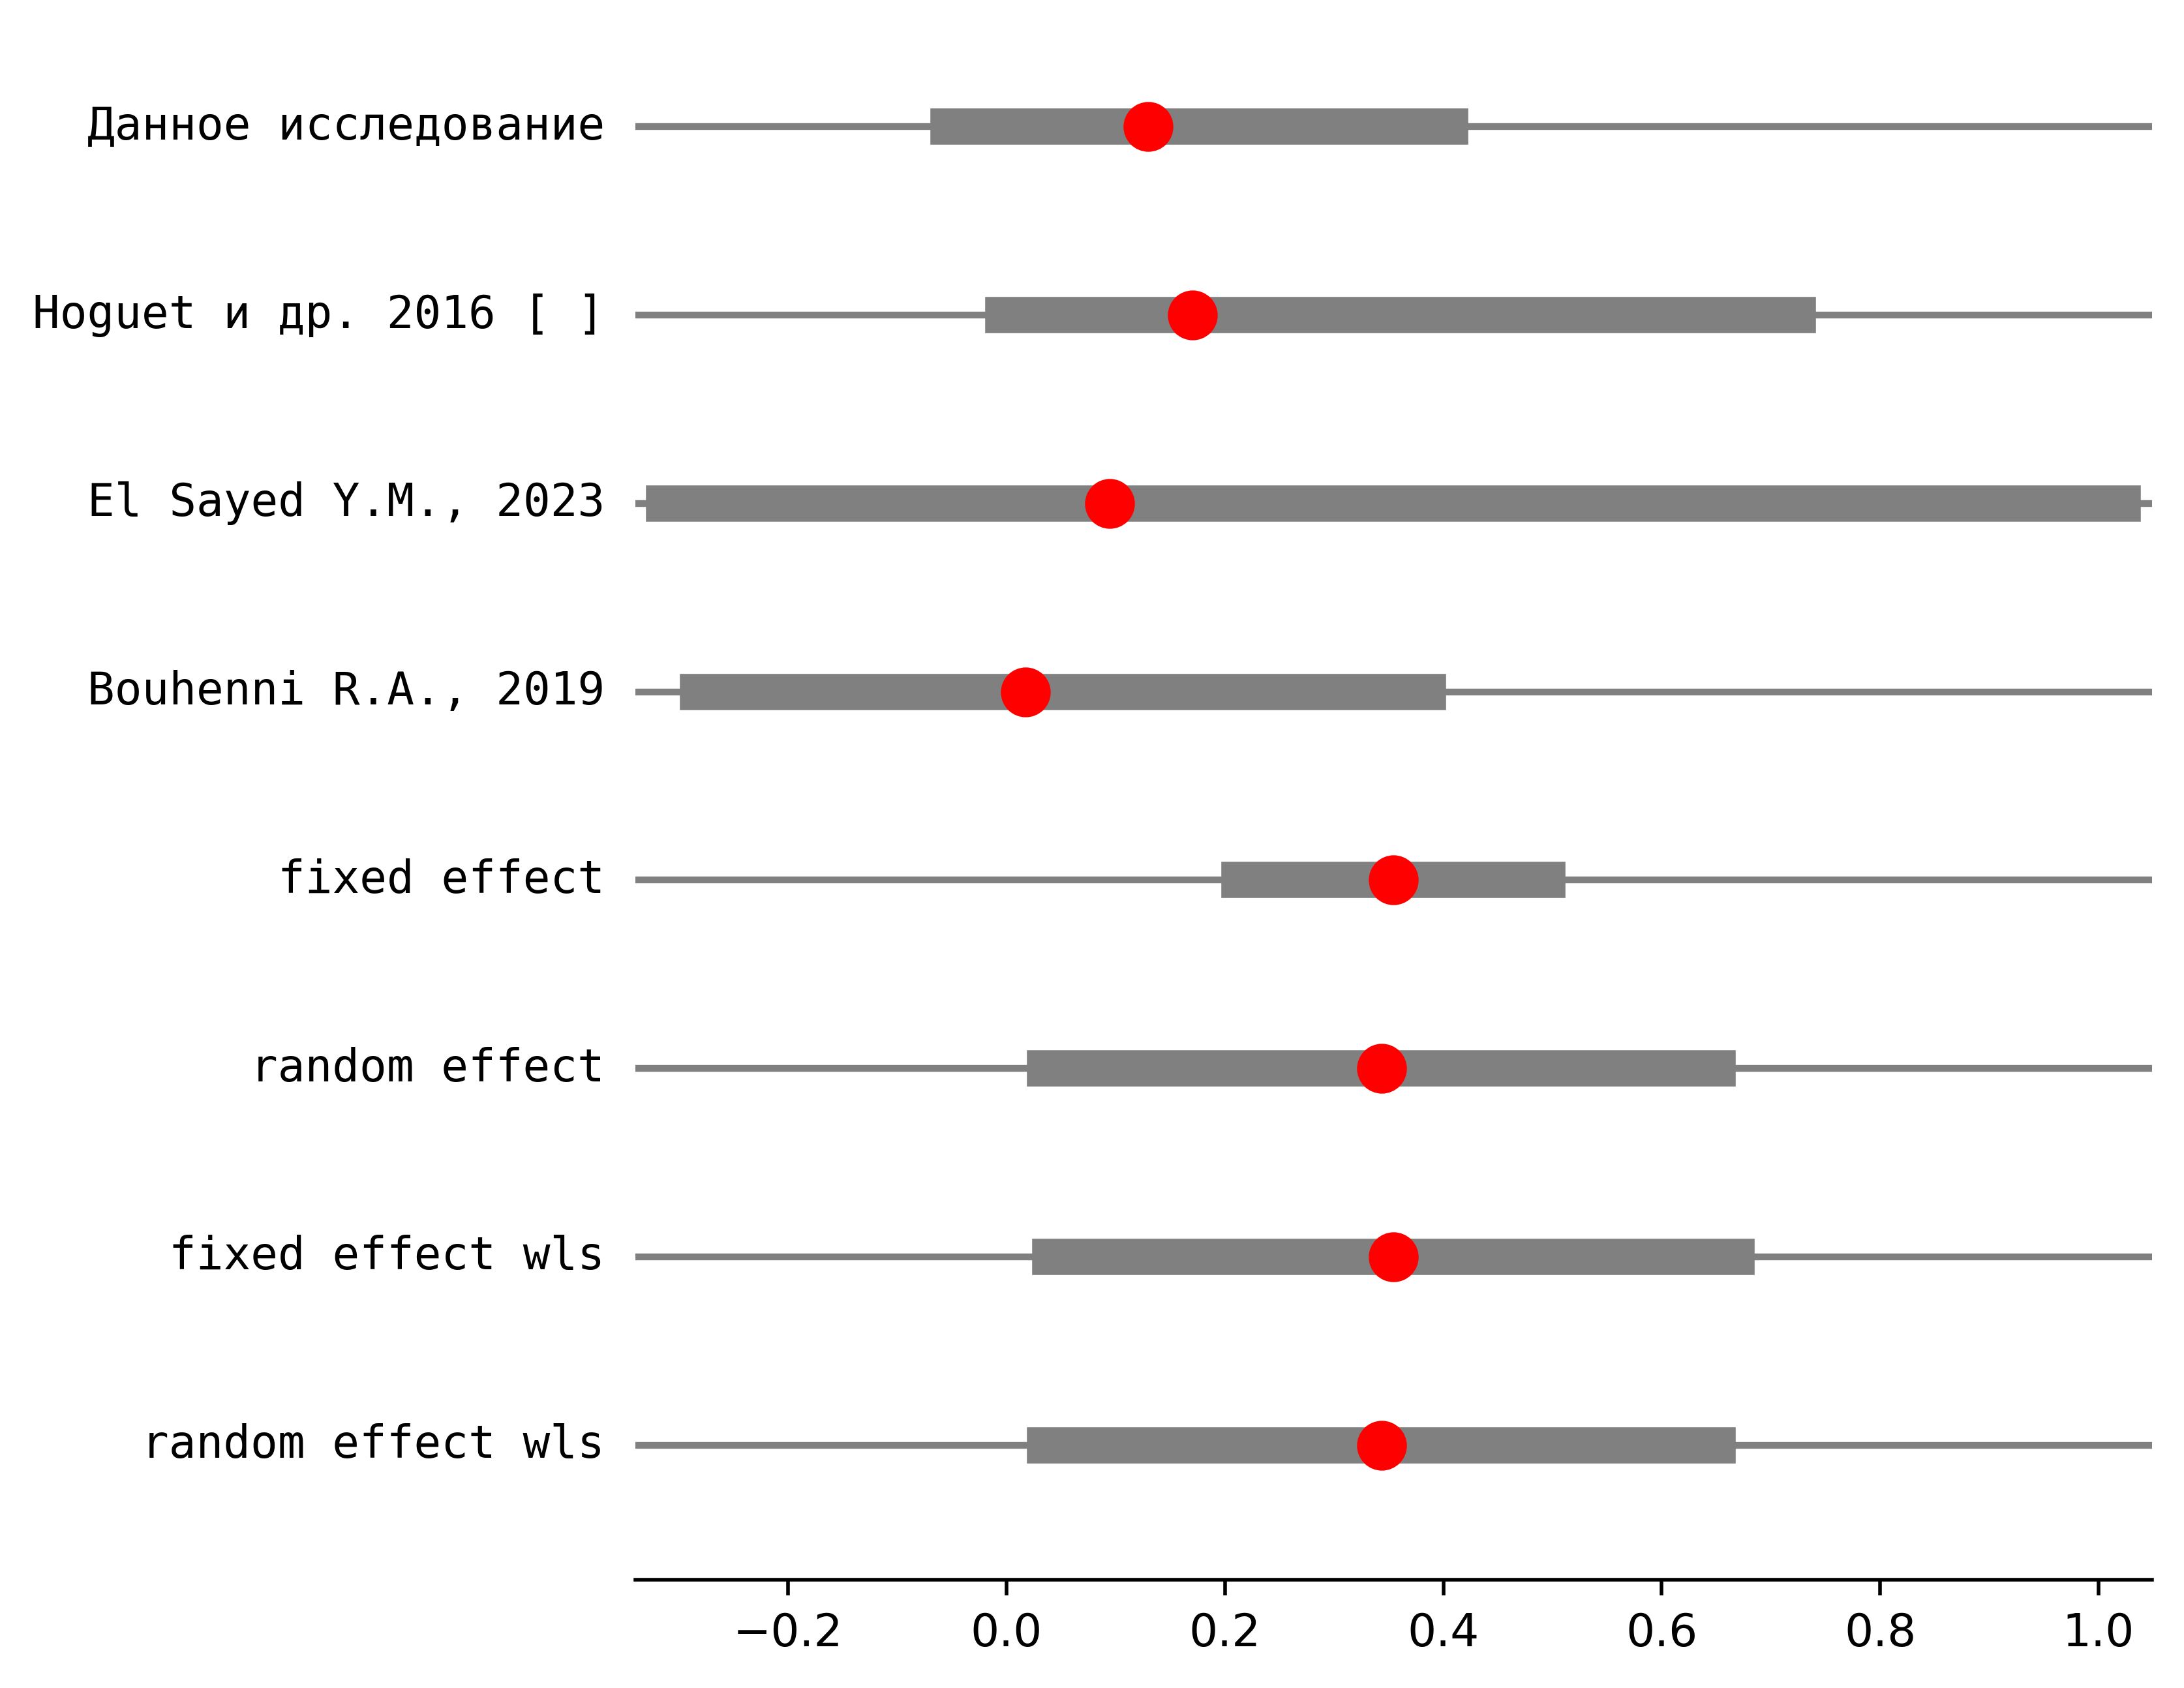 Данное исследование
Hoguet и др. 2016 [ ]
El Sayed Y.M., 2023
Bouhenni R.A., 2019
fixed effect
random effect
fixed effect wls
random effect wls
−0.2 0.0 0.2 0.4 0.6 0.8 1.0